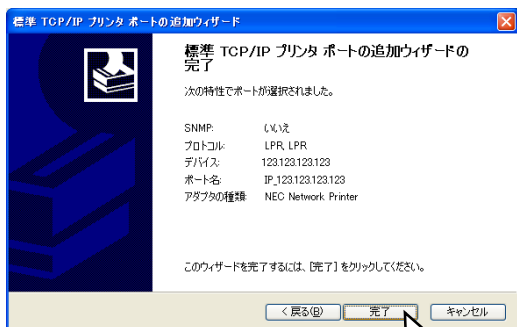 標準 TCP/IP プリンタ ポートの追加ウィザード
標準 TCP/IP プリンタ ポートの追加ウィザードの
完了
次の特性でポートが選択されました。
SNMP: いいえ
プロトコル: LPR, LPR
デバイス: 123.123.123.123
ポート名: IP_123.123.123.123
アダプタの種類: NEC Network Printer
このウィザードを完了するには、[完了] をクリックしてください。
< 戻る(B) 完了 キャンセル